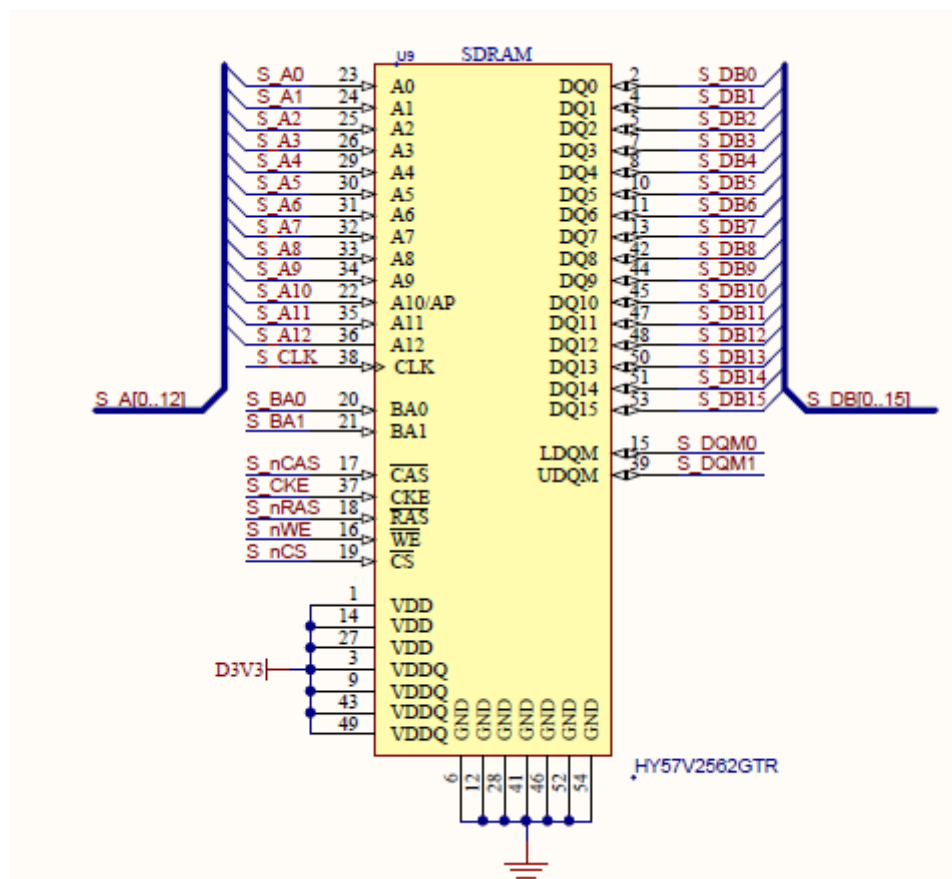 U9 SDRAM
S_A0 23 A0 DQ0 2 S_DB0
S_A1 24 A1 DQ1 4 S_DB1
S_A2 25 A2 DQ2 5 S_DB2
S_A3 26 A3 DQ3 7 S_DB3
S_A4 29 A4 DQ4 8 S_DB4
S_A5 30 A5 DQ5 10 S_DB5
S_A6 31 A6 DQ6 11 S_DB6
S_A7 32 A7 DQ7 13 S_DB7
S_A8 33 A8 DQ8 42 S_DB8
S_A9 34 A9 DQ9 44 S_DB9
S_A10 22 A10/AP DQ10 45 S_DB10
S_A11 35 A11 DQ11 47 S_DB11
S_A12 36 A12 DQ12 48 S_DB12
S_CLK 38 CLK DQ13 50 S_DB13
DQ14 51 S_DB14
S_A[0..12] S_BA0 20 BA0 DQ15 53 S_DB15 S_DB[0..15]
S_BA1 21 BA1
LDQM 15 S_DQM0
S_nCAS 17 CAS UDQM 39 S_DQM1
S_CKE 37 CKE
S_nRAS 18 RAS
S_nWE 16 WE
S_nCS 19 CS
1 VDD
14 VDD
27 VDD
D3V3 3 VDDQ
9 VDDQ
43 VDDQ
49 VDDQ
GND GND GND GND GND GND GND
HY57V2562GTR
6 12 28 41 46 52 54